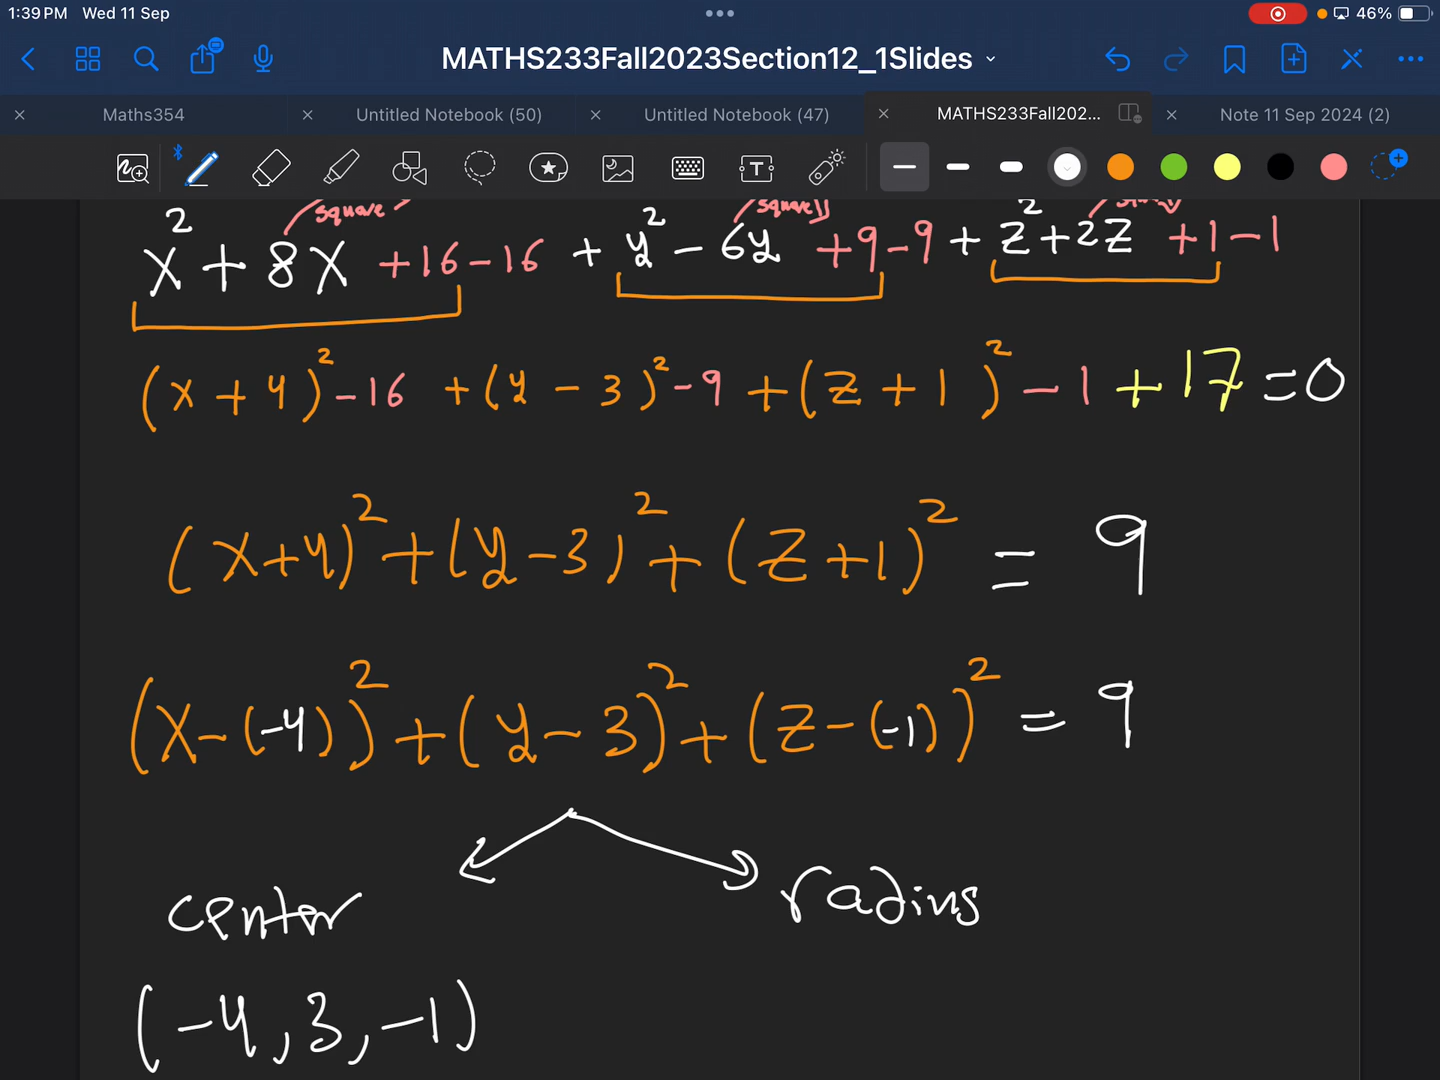 1:39 PM Wed 11 Sep
46%
MATHS233Fall2023Section12_1Slides
Maths354
Untitled Notebook (50)
Untitled Notebook (47)
MATHS233Fall202...
Note 11 Sep 2024 (2)
T
square square
x² + 8x +16-16 + y² - 6y +9-9 + z²+2z +1-1
(x + 4)² -16 + (y - 3)² -9 + (z + 1)² - 1 + 17 = 0
(x+4)² + (y-3)² + (z+1)² = 9
(x-(-4))² + (y-3)² + (z-(-1))² = 9
center radius
(-4, 3, -1)